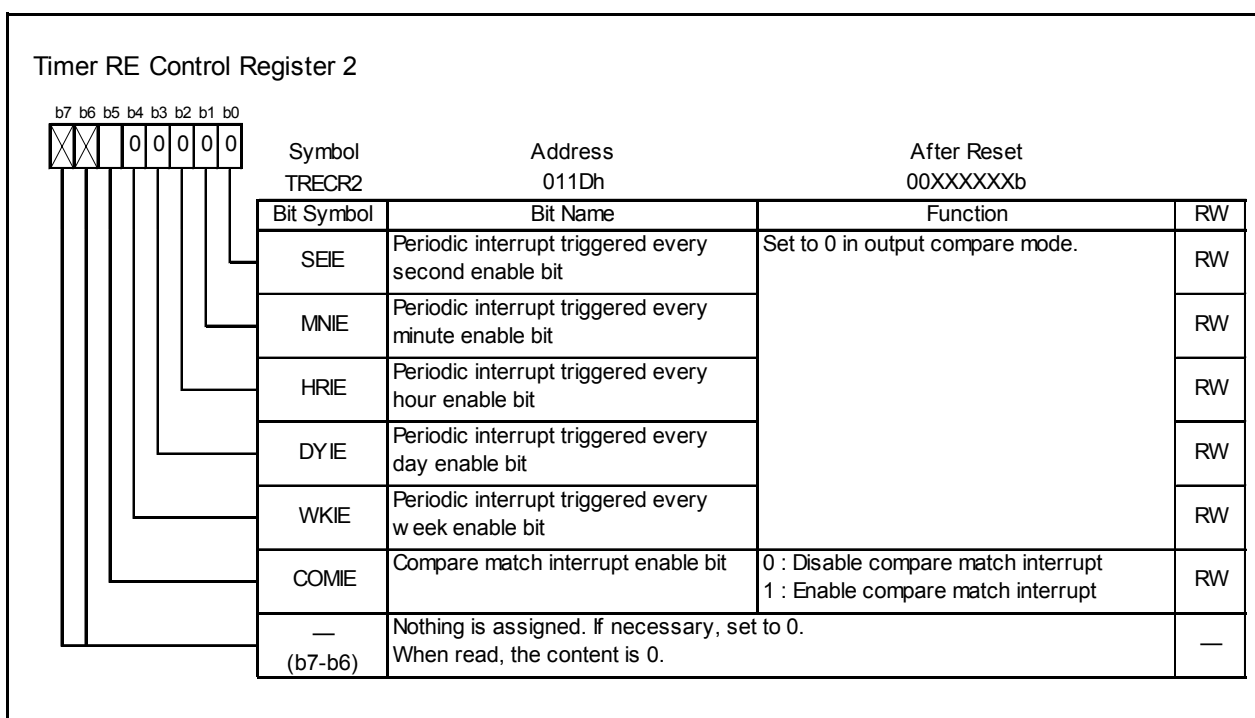 Timer RE Control Register 2
b7 b6 b5 b4 b3 b2 b1 b0
0 0 0 0 0
Symbol Address After Reset
TRECR2 011Dh 00XXXXXXb
Bit Symbol Bit Name Function RW
SEIE Periodic interrupt triggered every second enable bit Set to 0 in output compare mode. RW
MNIE Periodic interrupt triggered every minute enable bit RW
HRIE Periodic interrupt triggered every hour enable bit RW
DYIE Periodic interrupt triggered every day enable bit RW
WKIE Periodic interrupt triggered every week enable bit RW
COMIE Compare match interrupt enable bit 0 : Disable compare match interrupt RW
1 : Enable compare match interrupt
— Nothing is assigned. If necessary, set to 0. —
(b7-b6) When read, the content is 0.